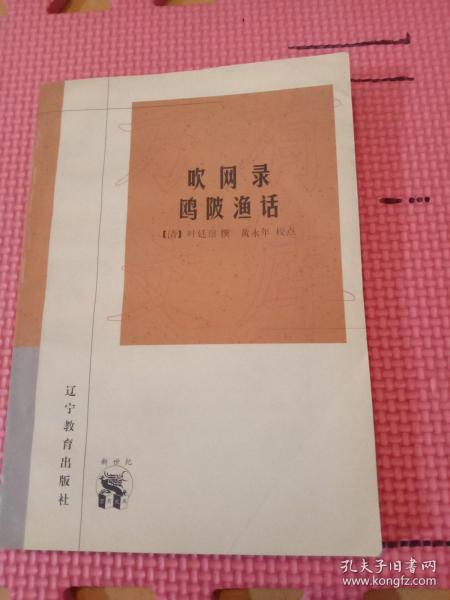 吹网录
鸥陂渔话
【清】叶廷琯 撰 黄永年 校点
辽宁教育出版社
新世纪
孔夫子旧书网
www.kongfz.com